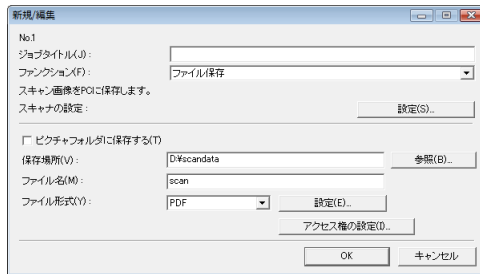 新規/編集
No.1
ジョブタイトル(J):
ファンクション(F): ファイル保存
スキャン画像をPCに保存します。
スキャナの設定: 設定(S)...
ピクチャフォルダに保存する(T)
保存場所(V): D:¥scandata 参照(B)...
ファイル名(M): scan
ファイル形式(Y): PDF 設定(E)...
アクセス権の設定(I)...
OK キャンセル